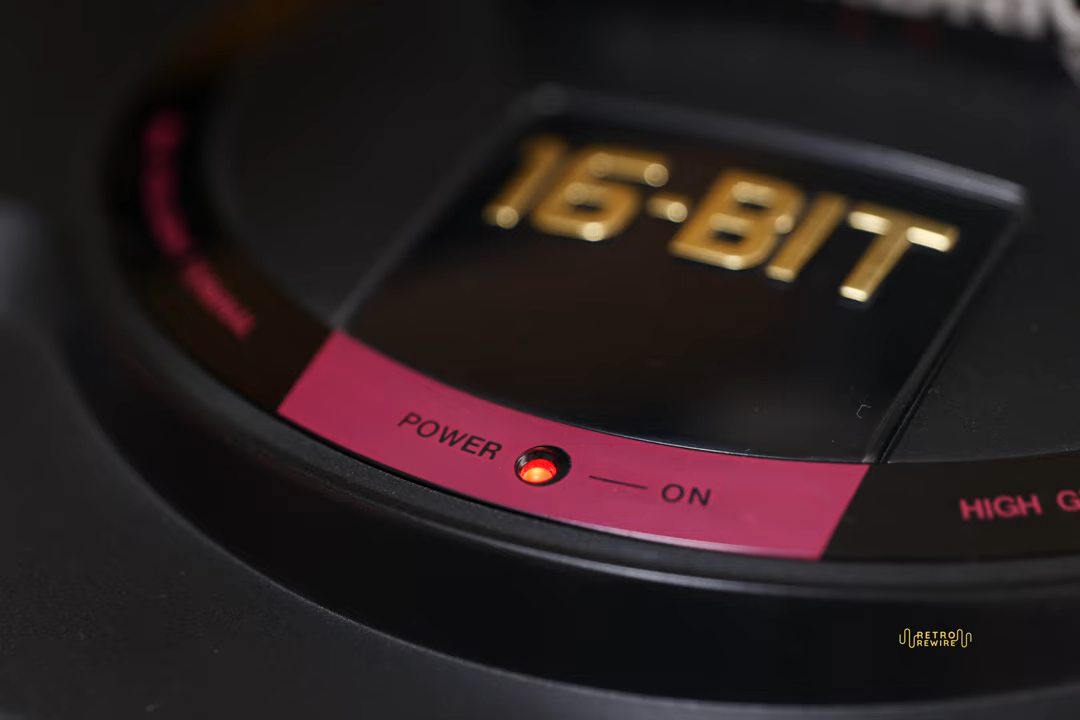 16-BIT
POWER
ON
HIGH G
RETRO
REWIRE